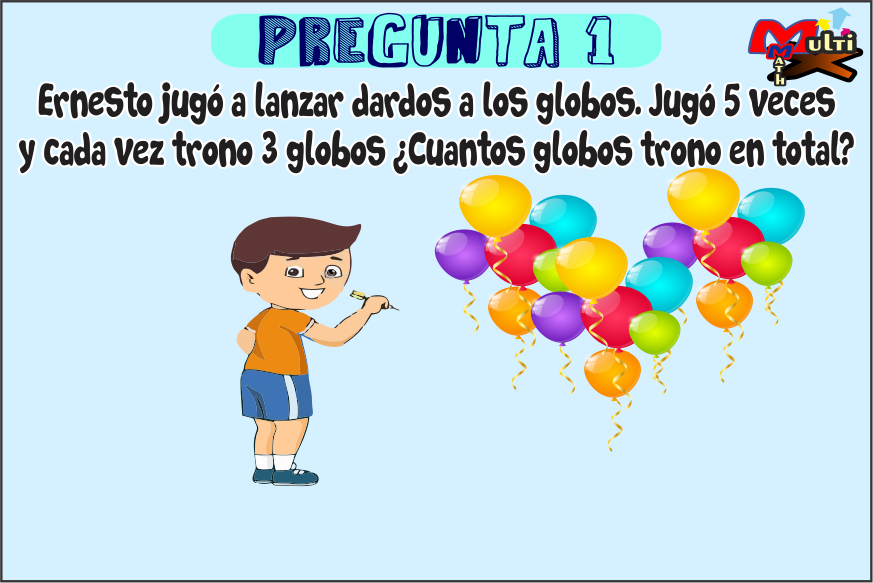 PREGUNTA 1
MULTI
MATH
Ernesto jugó a lanzar dardos a los globos. Jugó 5 veces
y cada vez trono 3 globos ¿Cuantos globos trono en total?